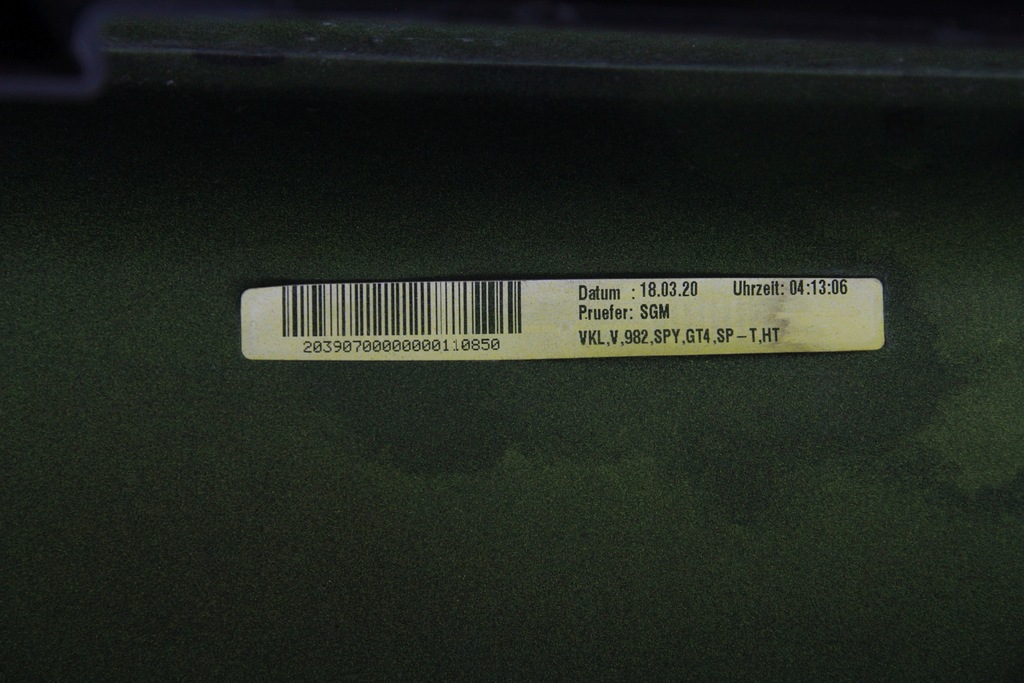 Datum : 18.03.20 Uhrzeit: 04:13:06
Pruefer: SGM
VKL,V,982,SPY,GT4,SP-T,HT
20390700000000110850